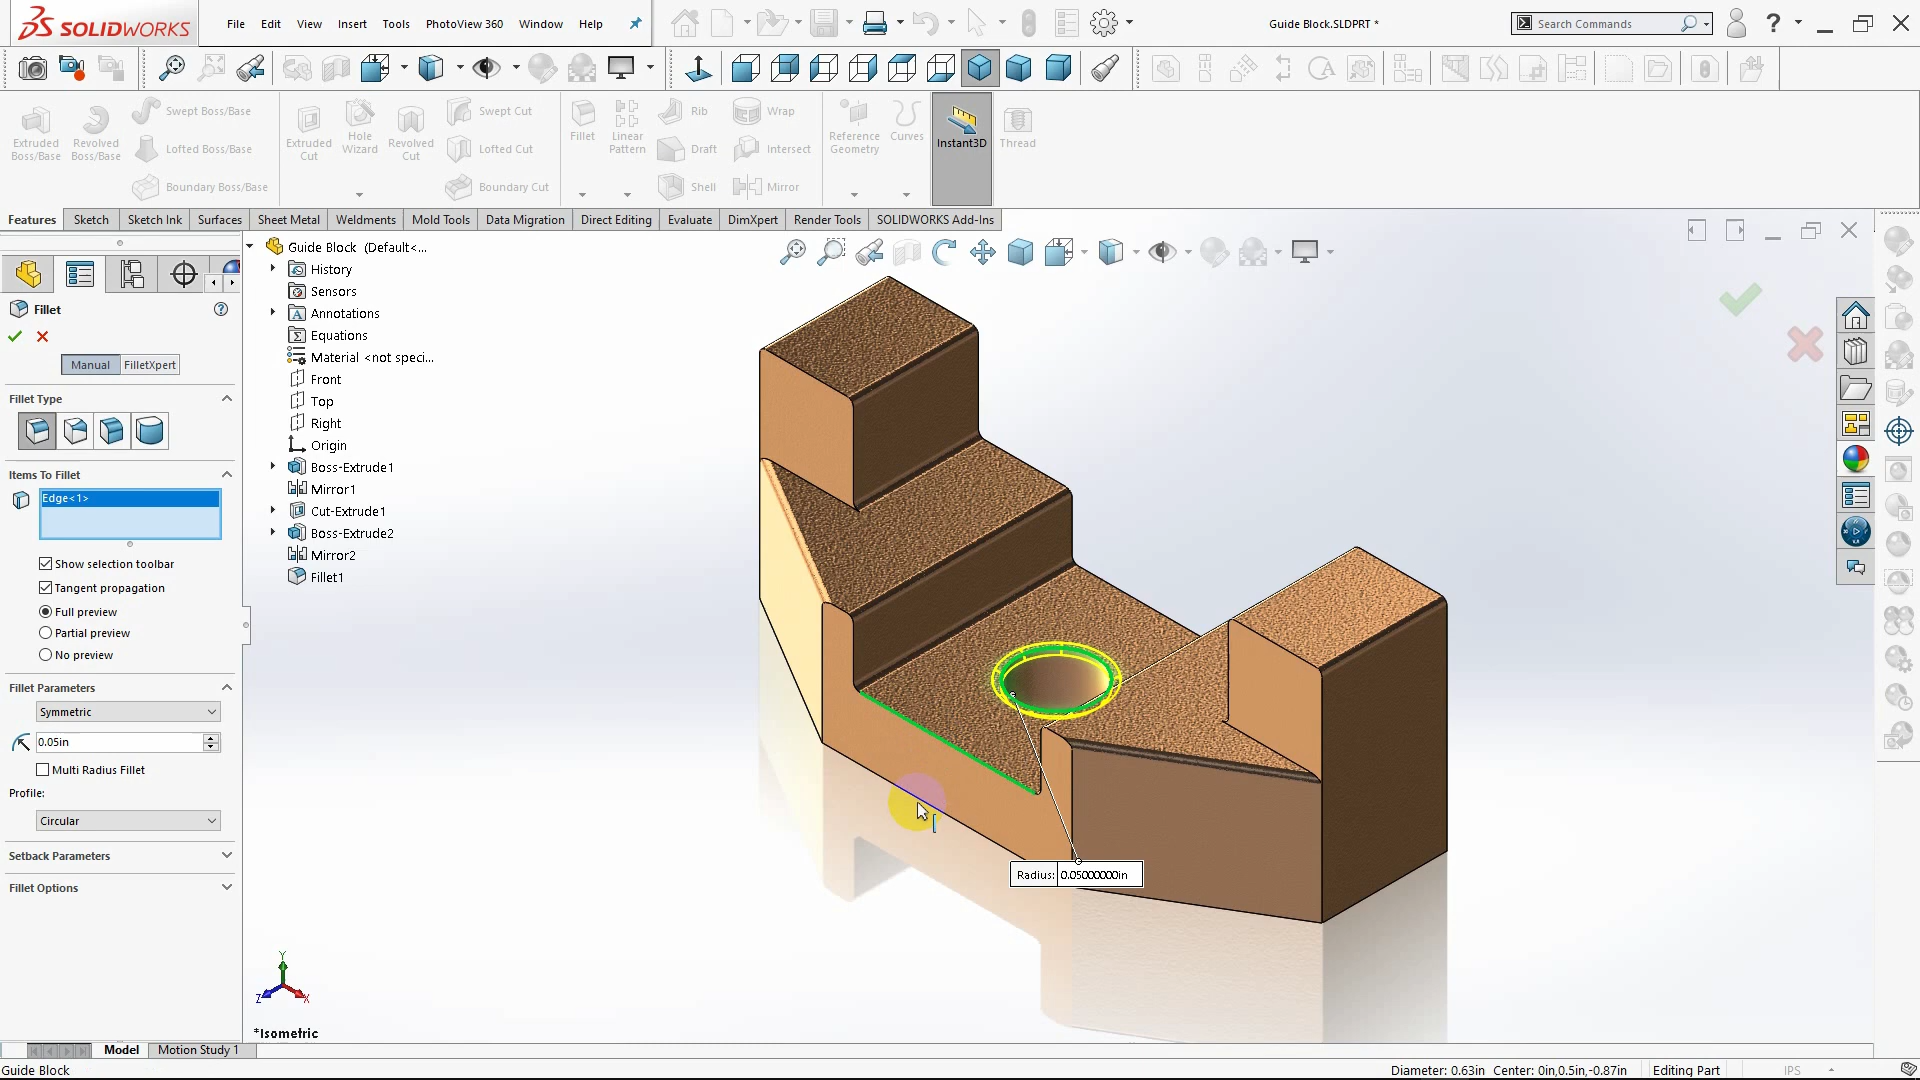 SOLIDWORKS
File Edit View Insert Tools PhotoView 360 Window Help
Guide Block.SLDPRT *
Search Commands
Extruded Boss/Base
Revolved Boss/Base
Swept Boss/Base
Lofted Boss/Base
Boundary Boss/Base
Extruded Cut
Hole Wizard
Revolved Cut
Swept Cut
Lofted Cut
Boundary Cut
Fillet
Linear Pattern
Rib
Draft
Shell
Wrap
Intersect
Mirror
Reference Geometry
Curves
Instant3D
Thread
Features Sketch Sketch Ink Surfaces Sheet Metal Weldments Mold Tools Data Migration Direct Editing Evaluate DimXpert Render Tools SOLIDWORKS Add-Ins
Fillet
Manual FilletXpert
Fillet Type
Items To Fillet
Edge<1>
Show selection toolbar
Tangent propagation
Full preview
Partial preview
No preview
Fillet Parameters
Symmetric
0.05in
Multi Radius Fillet
Profile:
Circular
Setback Parameters
Fillet Options
Guide Block (Default<...
History
Sensors
Annotations
Equations
Material <not speci...
Front
Top
Right
Origin
Boss-Extrude1
Mirror1
Cut-Extrude1
Boss-Extrude2
Mirror2
Fillet1
Radius: 0.05000000in
Y
Z
X
*Isometric
Model Motion Study 1
Guide Block
Diameter: 0.63in Center: 0in,0.5in,-0.87in Editing Part IPS